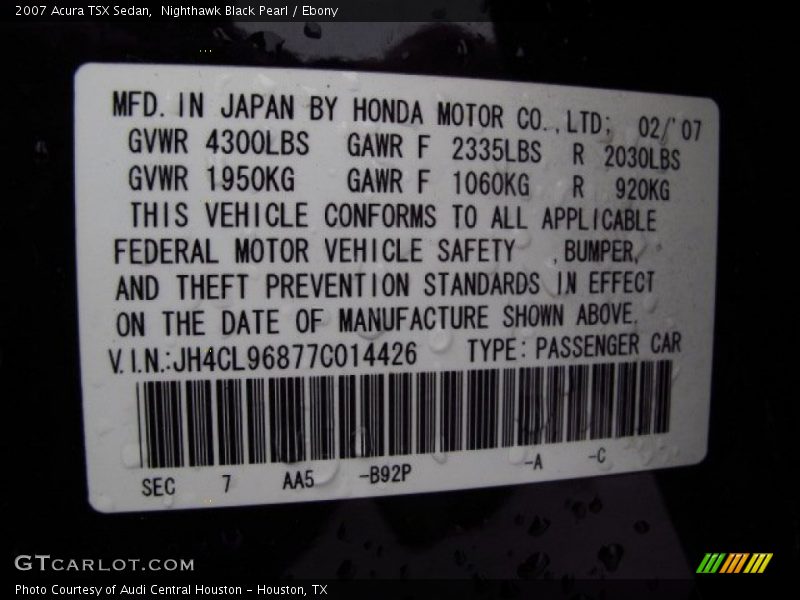 2007 Acura TSX Sedan,  Nighthawk Black Pearl / Ebony
MFD. IN JAPAN BY HONDA MOTOR CO.,LTD; 02/'07
GVWR 4300LBS GAWR F 2335LBS R 2030LBS
GVWR 1950KG GAWR F 1060KG R 920KG
THIS VEHICLE CONFORMS TO ALL APPLICABLE
FEDERAL MOTOR VEHICLE SAFETY ,BUMPER,
AND THEFT PREVENTION STANDARDS IN EFFECT
ON THE DATE OF MANUFACTURE SHOWN ABOVE.
V.I.N.:JH4CL96877C014426 TYPE:PASSENGER CAR
SEC 7 AA5 -B92P -A -C
GTCARLOT.COM
Photo Courtesy of Audi Central Houston - Houston, TX